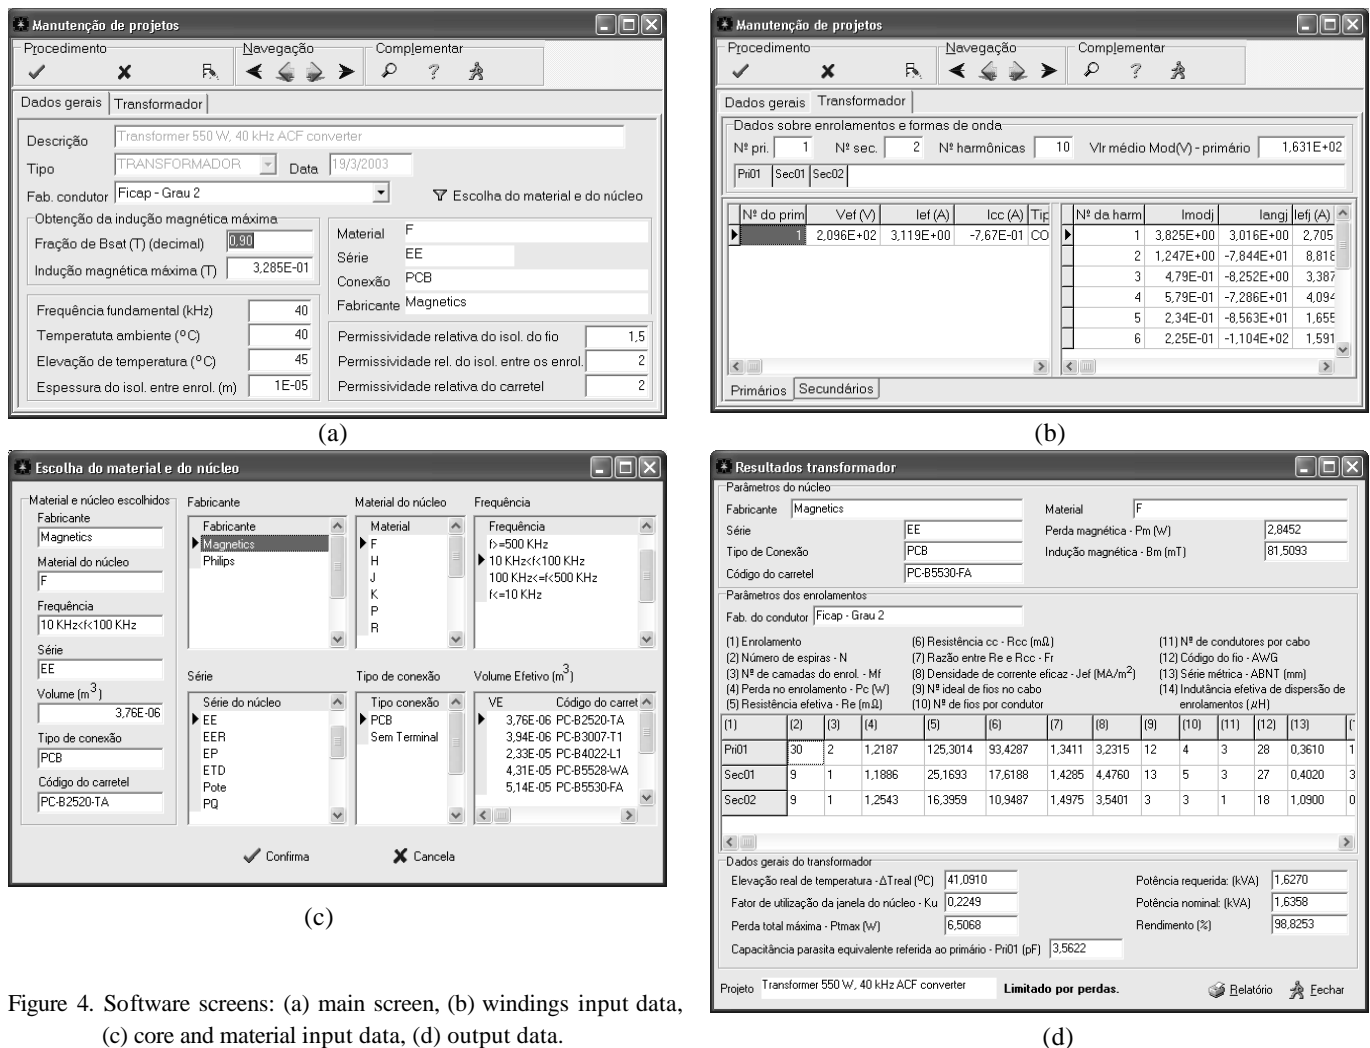 Manutenção de projetos
Procedimento Navegação Complementar
Dados gerais Transformador
Descrição Transformer 550 W, 40 kHz ACF converter
Tipo TRANSFORMADOR Data 19/3/2003
Fab. condutor Ficap - Grau 2 Escolha do material e do núcleo
Obtenção da indução magnética máxima
Fração de Bsat (T) (decimal) 0,90
Indução magnética máxima (T) 3,285E-01
Material F
Série EE
Conexão PCB
Fabricante Magnetics
Frequência fundamental (kHz) 40
Temperatuta ambiente (ºC) 40
Elevação de temperatura (ºC) 45
Espessura do isol. entre enrol. (m) 1E-05
Permissividade relativa do isol. do fio 1,5
Permissividade rel. do isol. entre os enrol. 2
Permissividade relativa do carretel 2
(a)
Manutenção de projetos
Procedimento Navegação Complementar
Dados gerais Transformador
Dados sobre enrolamentos e formas de onda
Nº pri. 1 Nº sec. 2 Nº harmônicas 10 Vlr médio Mod(V) - primário 1,631E+02
Pri01 Sec01 Sec02
Nº do prim Vef (V) Ief (A) Icc (A) Tip
1 2,096E+02 3,119E+00 -7,67E-01 CO
Nº da harm Imodj Iangj Iefj (A)
1 3,825E+00 3,016E+00 2,705
2 1,247E+00 -7,844E+01 8,818
3 4,79E-01 -8,252E+00 3,387
4 5,79E-01 -7,286E+01 4,094
5 2,34E-01 -8,563E+01 1,655
6 2,25E-01 -1,104E+02 1,591
Primários Secundários
(b)
Escolha do material e do núcleo
Material e núcleo escolhidos
Fabricante
Magnetics
Material do núcleo
F
Frequência
10 KHz<f<100 KHz
Série
EE
Volume (m3)
3,76E-06
Tipo de conexão
PCB
Código do carretel
PC-B2520-TA
Fabricante
Fabricante
Magnetics
Philips
Material do núcleo
Material
F
H
J
K
P
R
Frequência
Frequência
f>=500 KHz
10 KHz<f<100 KHz
100 KHz<=f<500 KHz
f<=10 KHz
Série
Série do núcleo
EE
EER
EP
ETD
Pote
PQ
Tipo de conexão
Tipo conexão
PCB
Sem Terminal
Volume Efetivo (m3)
VE Código do carret
3,76E-06 PC-B2520-TA
3,94E-06 PC-B3007-T1
2,33E-05 PC-B4022-L1
4,31E-05 PC-B5528-WA
5,14E-05 PC-B5530-FA
Confirma Cancela
(c)
Resultados transformador
Parâmetros do núcleo
Fabricante Magnetics Material F
Série EE Perda magnética - Pm (W) 2,8452
Tipo de Conexão PCB Indução magnética - Bm (mT) 81,5093
Código do carretel PC-B5530-FA
Parâmetros dos enrolamentos
Fab. do condutor Ficap - Grau 2
(1) Enrolamento (6) Resistência cc - Rcc (mΩ) (11) Nº de condutores por cabo
(2) Número de espiras - N (7) Razão entre Re e Rcc - Fr (12) Código do fio - AWG
(3) Nº de camadas do enrol. - Mf (8) Densidade de corrente eficaz - Jef (MA/m2) (13) Série métrica - ABNT (mm)
(4) Perda no enrolamento - Pc (W) (9) Nº ideal de fios no cabo (14) Indutância efetiva de dispersão de
(5) Resistência efetiva - Re (mΩ) (10) Nº de fios por condutor enrolamentos (μH)
(1) (2) (3) (4) (5) (6) (7) (8) (9) (10) (11) (12) (13) (
Pri01 30 2 1,2187 125,3014 93,4287 1,3411 3,2315 12 4 3 28 0,3610 1
Sec01 9 1 1,1886 25,1693 17,6188 1,4285 4,4760 13 5 3 27 0,4020 3
Sec02 9 1 1,2543 16,3959 10,9487 1,4975 3,5401 3 3 1 18 1,0900 0
Dados gerais do transformador
Elevação real de temperatura - ΔTreal (ºC) 41,0910 Potência requerida: (kVA) 1,6270
Fator de utilização da janela do núcleo - Ku 0,2249 Potência nominal: (kVA) 1,6358
Perda total máxima - Ptmax (W) 6,5068 Rendimento (%) 98,8253
Capacitância parasita equivalente referida ao primário - Pri01 (pF) 3,5622
Projeto Transformer 550 W, 40 kHz ACF converter Limitado por perdas. Relatório Fechar
(d)
Figure 4. Software screens: (a) main screen, (b) windings input data,
(c) core and material input data, (d) output data.